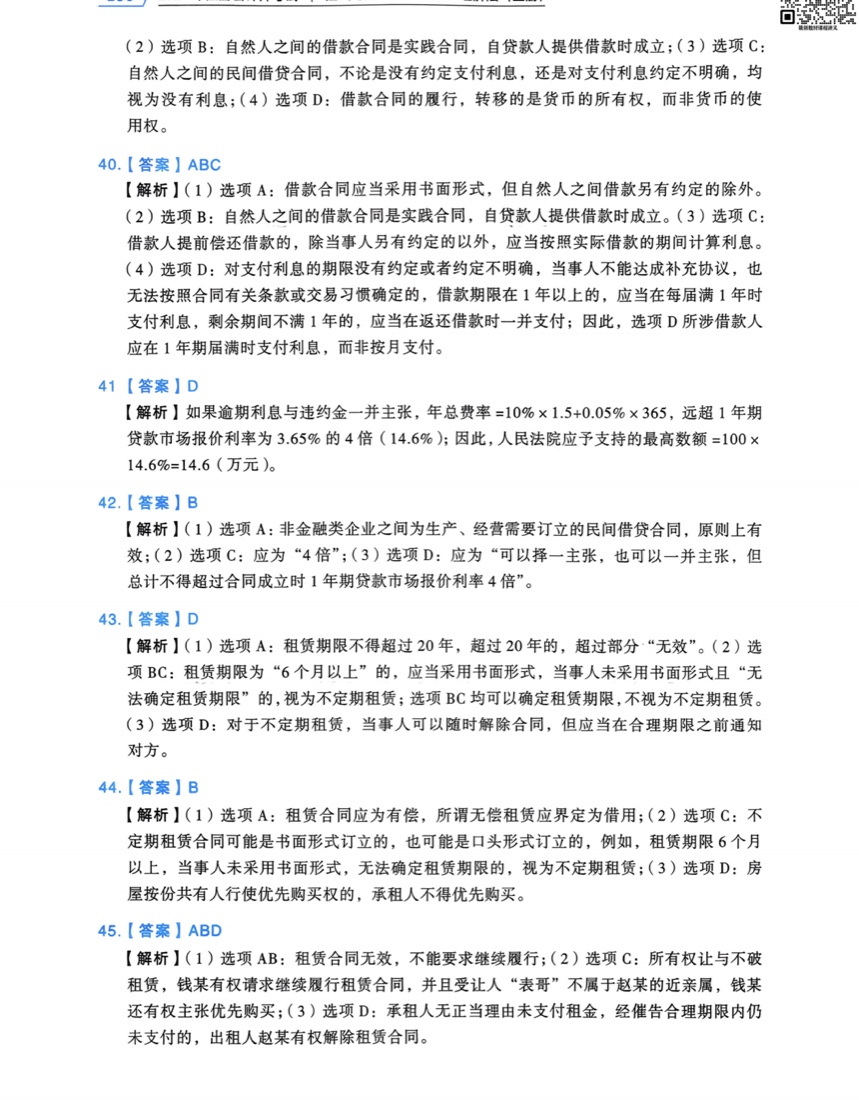 （2）选项 B：自然人之间的借款合同是实践合同，自贷款人提供借款时成立；（3）选项 C：
自然人之间的民间借贷合同，不论是没有约定支付利息，还是对支付利息约定不明确，均
视为没有利息；（4）选项 D：借款合同的履行，转移的是货币的所有权，而非货币的使
用权。
40.【答案】ABC
【解析】（1）选项 A：借款合同应当采用书面形式，但自然人之间借款另有约定的除外。
（2）选项 B：自然人之间的借款合同是实践合同，自贷款人提供借款时成立。（3）选项 C：
借款人提前偿还借款的，除当事人另有约定的以外，应当按照实际借款的期间计算利息。
（4）选项 D：对支付利息的期限没有约定或者约定不明确，当事人不能达成补充协议，也
无法按照合同有关条款或交易习惯确定的，借款期限在 1 年以上的，应当在每届满 1 年时
支付利息，剩余期间不满 1 年的，应当在返还借款时一并支付；因此，选项 D 所涉借款人
应在 1 年期届满时支付利息，而非按月支付。
41【答案】D
【解析】如果逾期利息与违约金一并主张，年总费率 =10% × 1.5+0.05% × 365，远超 1 年期
贷款市场报价利率为 3.65% 的 4 倍（14.6%）；因此，人民法院应予支持的最高数额 =100 ×
14.6%=14.6（万元）。
42.【答案】B
【解析】（1）选项 A：非金融类企业之间为生产、经营需要订立的民间借贷合同，原则上有
效；（2）选项 C：应为“4 倍”；（3）选项 D：应为“可以择一主张，也可以一并主张，但
总计不得超过合同成立时 1 年期贷款市场报价利率 4 倍”。
43.【答案】D
【解析】（1）选项 A：租赁期限不得超过 20 年，超过 20 年的，超过部分“无效”。（2）选
项 BC：租赁期限为“6 个月以上”的，应当采用书面形式，当事人未采用书面形式且“无
法确定租赁期限”的，视为不定期租赁；选项 BC 均可以确定租赁期限，不视为不定期租赁。
（3）选项 D：对于不定期租赁，当事人可以随时解除合同，但应当在合理期限之前通知
对方。
44.【答案】B
【解析】（1）选项 A：租赁合同应为有偿，所谓无偿租赁应界定为借用；（2）选项 C：不
定期租赁合同可能是书面形式订立的，也可能是口头形式订立的，例如，租赁期限 6 个月
以上，当事人未采用书面形式，无法确定租赁期限的，视为不定期租赁；（3）选项 D：房
屋按份共有人行使优先购买权的，承租人不得优先购买。
45.【答案】ABD
【解析】（1）选项 AB：租赁合同无效，不能要求继续履行；（2）选项 C：所有权让与不破
租赁，钱某有权请求继续履行租赁合同，并且受让人“表哥”不属于赵某的近亲属，钱某
还有权主张优先购买；（3）选项 D：承租人无正当理由未支付租金，经催告合理期限内仍
未支付的，出租人赵某有权解除租赁合同。